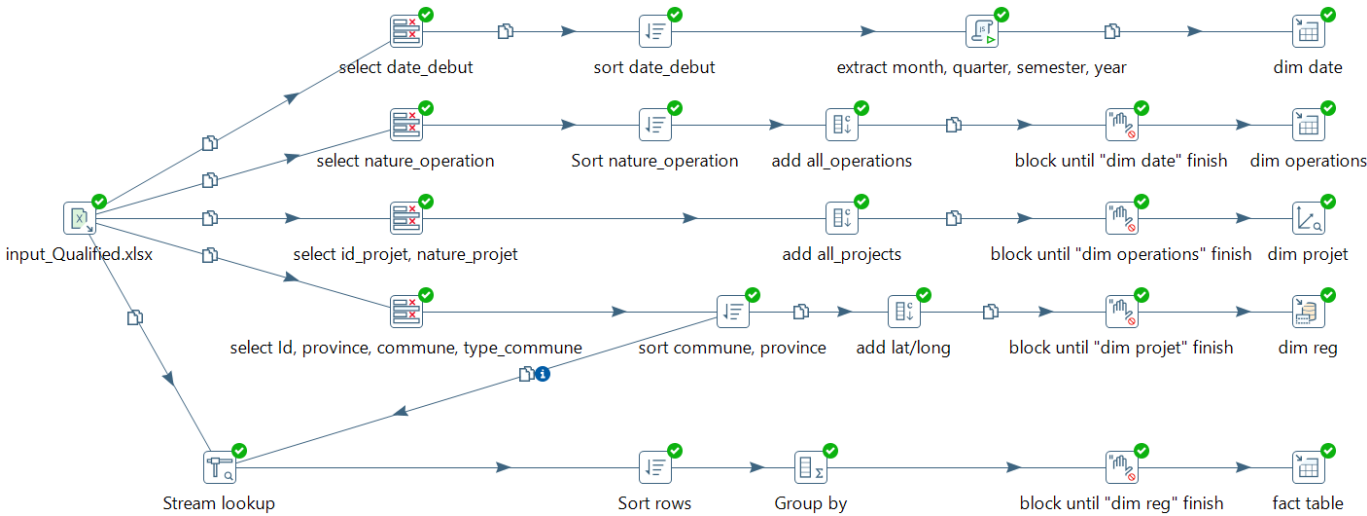 select date_debut
sort date_debut
extract month, quarter, semester, year
dim date
select nature_operation
Sort nature_operation
add all_operations
block until "dim date" finish
dim operations
input_Qualified.xlsx
select id_projet, nature_projet
add all_projects
block until "dim operations" finish
dim projet
select Id, province, commune, type_commune
sort commune, province
add lat/long
block until "dim projet" finish
dim reg
Stream lookup
Sort rows
Group by
block until "dim reg" finish
fact table